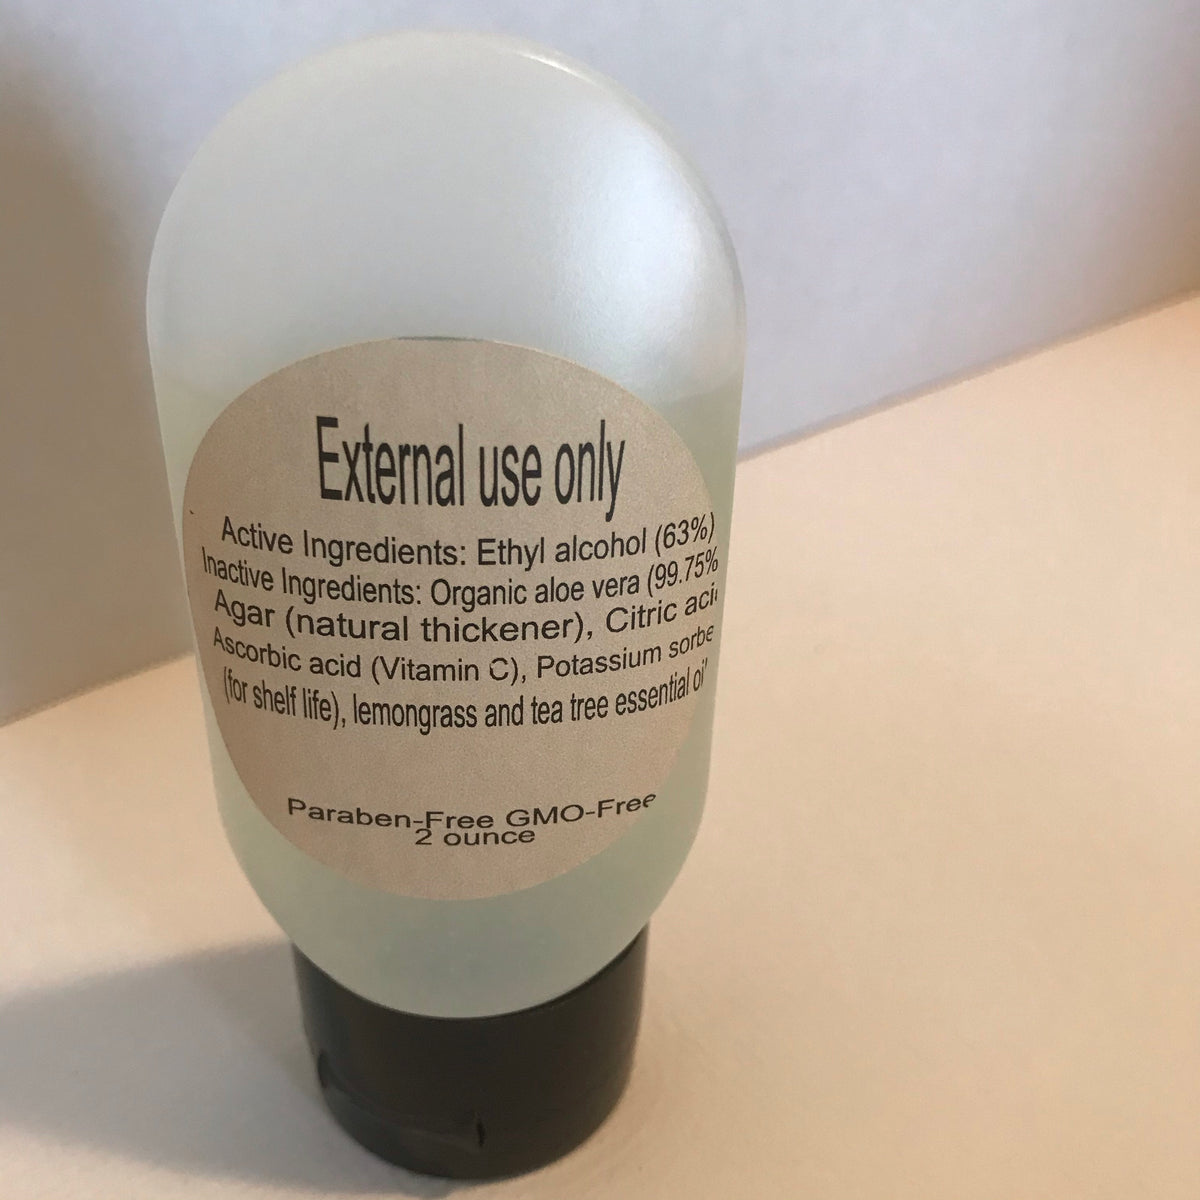 External use only
Active Ingredients: Ethyl alcohol (63%)
Inactive Ingredients: Organic aloe vera (99.75%
Agar (natural thickener), Citric
Ascorbic acid (Vitamin C), Potassium
(for shelf life), lemongrass and tea tree essential
Paraben-Free GMO-Free
2 ounce